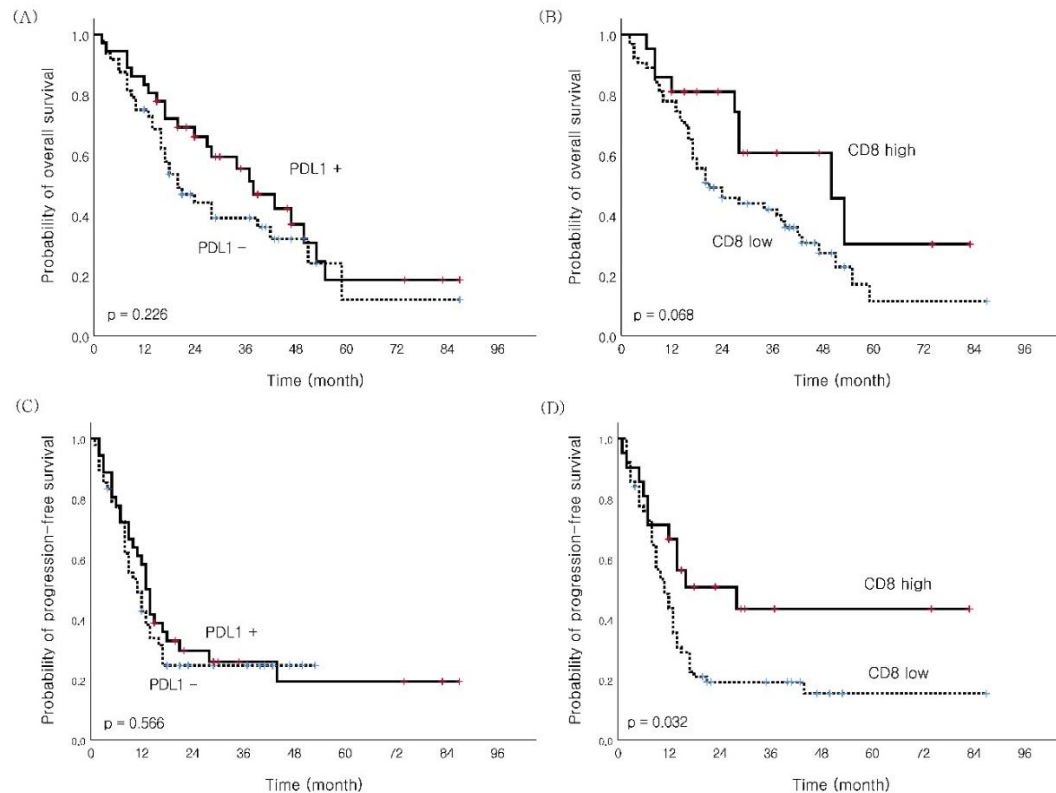 (A)
Probability of overall survival
1.0
0.8
0.6
0.4
0.2
0.0
PDL1 +
PDL1 −
p = 0.226
0 12 24 36 48 60 72 84 96
Time (month)
(B)
Probability of overall survival
1.0
0.8
0.6
0.4
0.2
0.0
CD8 high
CD8 low
p = 0.068
0 12 24 36 48 60 72 84 96
Time (month)
(C)
Probability of progression-free survival
1.0
0.8
0.6
0.4
0.2
0.0
PDL1 +
PDL1 −
p = 0.566
0 12 24 36 48 60 72 84 96
Time (month)
(D)
Probability of progression-free survival
1.0
0.8
0.6
0.4
0.2
0.0
CD8 high
CD8 low
p = 0.032
0 12 24 36 48 60 72 84 96
Time (month)